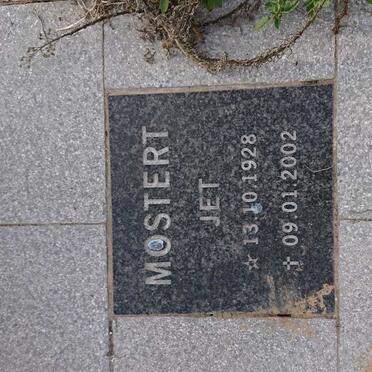 MOSTERT
JET
☆ 13.10.1928
✝ 09.01.2002